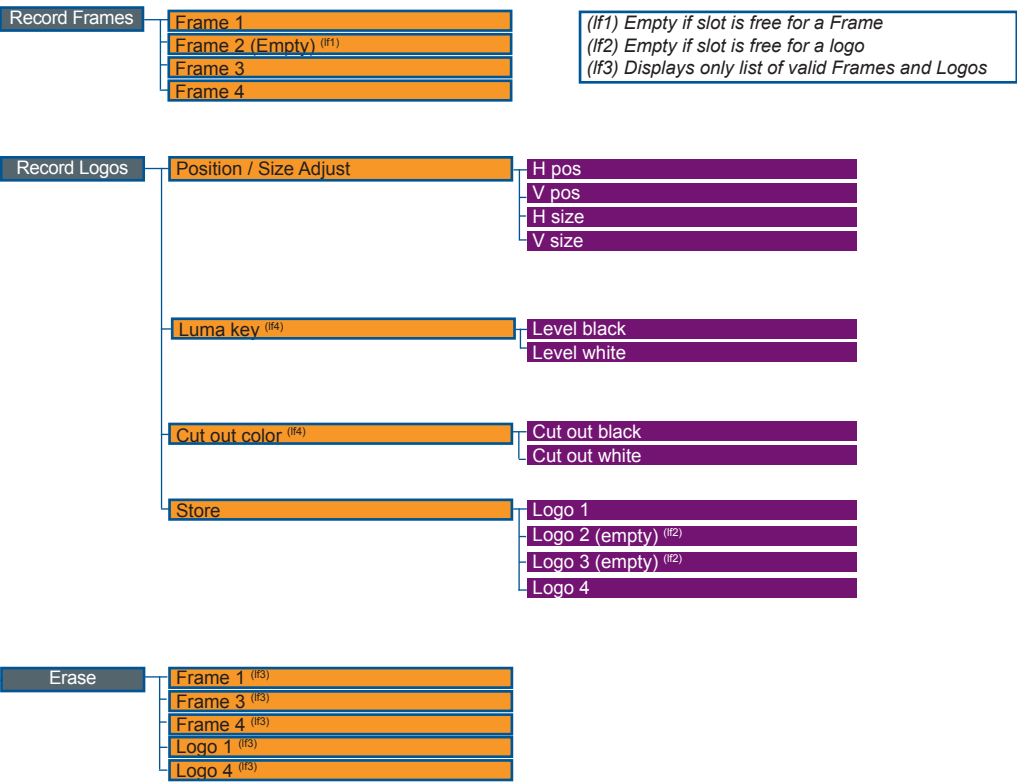 Record Frames
Frame 1
Frame 2 (Empty) (lf1)
Frame 3
Frame 4
(lf1) Empty if slot is free for a Frame
(lf2) Empty if slot is free for a logo
(lf3) Displays only list of valid Frames and Logos
Record Logos
Position / Size Adjust
H pos
V pos
H size
V size
Luma key (lf4)
Level black
Level white
Cut out color (lf4)
Cut out black
Cut out white
Store
Logo 1
Logo 2 (empty) (lf2)
Logo 3 (empty) (lf2)
Logo 4
Erase
Frame 1 (lf3)
Frame 3 (lf3)
Frame 4 (lf3)
Logo 1 (lf3)
Logo 4 (lf3)